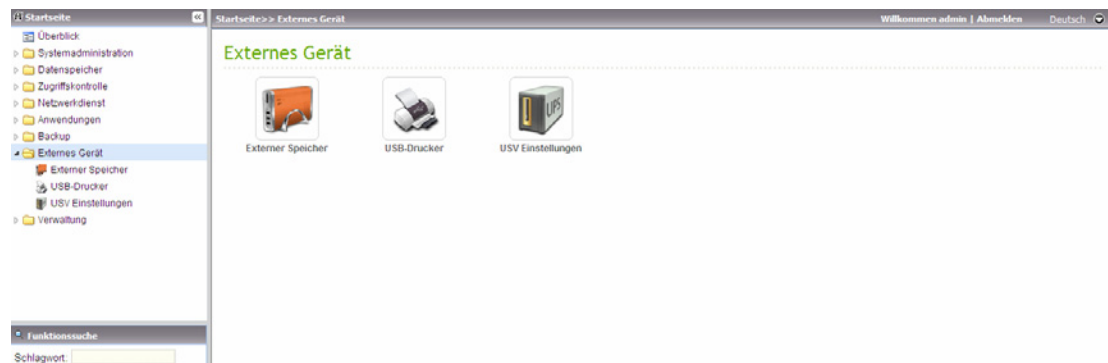 Startseite
Startseite>> Externes Gerät
Willkommen admin | Abmelden
Deutsch
Überblick
Systemadministration
Datenspeicher
Zugriffskontrolle
Netzwerkdienst
Anwendungen
Backup
Externes Gerät
Externer Speicher
USB-Drucker
USV Einstellungen
Verwaltung
Externes Gerät
UPS
Externer Speicher
USB-Drucker
USV Einstellungen
Funktionssuche
Schlagwort: